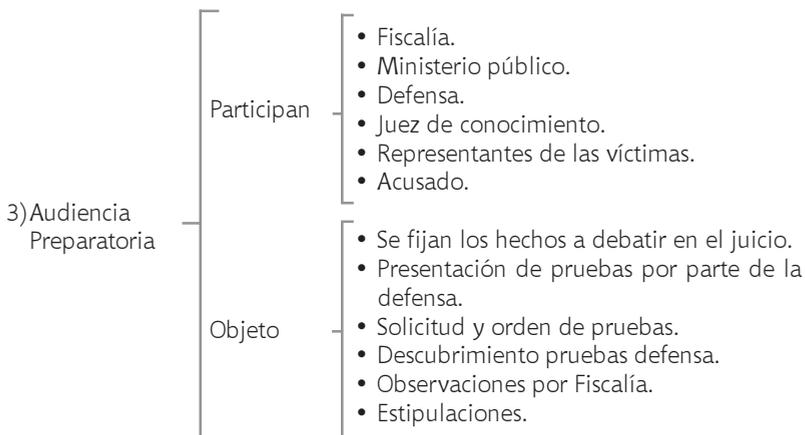 3) Audiencia
Preparatoria
Participan
• Fiscalía.
• Ministerio público.
• Defensa.
• Juez de conocimiento.
• Representantes de las víctimas.
• Acusado.
Objeto
• Se fijan los hechos a debatir en el juicio.
• Presentación de pruebas por parte de la
defensa.
• Solicitud y orden de pruebas.
• Descubrimiento pruebas defensa.
• Observaciones por Fiscalía.
• Estipulaciones.